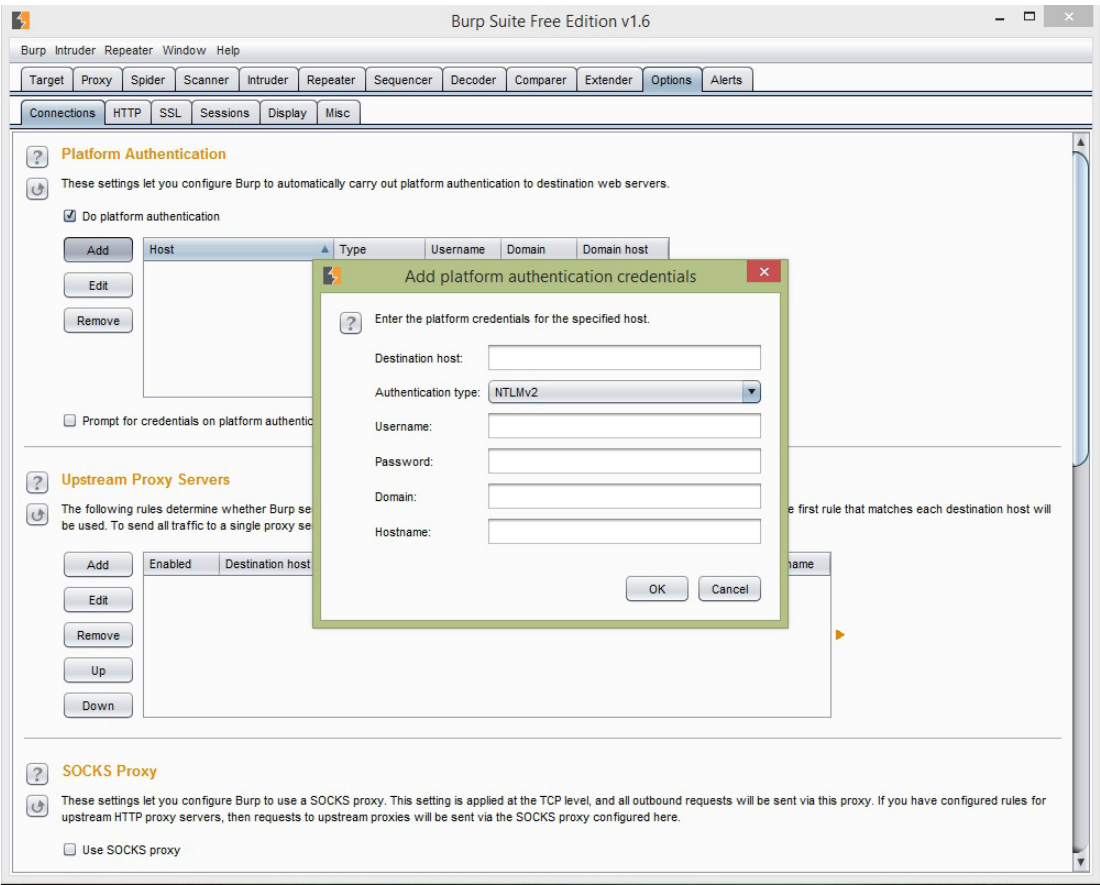 Burp Suite Free Edition v1.6
Burp Intruder Repeater Window Help
Target Proxy Spider Scanner Intruder Repeater Sequencer Decoder Comparer Extender Options Alerts
Connections HTTP SSL Sessions Display Misc
Platform Authentication
These settings let you configure Burp to automatically carry out platform authentication to destination web servers.
Do platform authentication
Add
Edit
Remove
Host Type Username Domain Domain host
Prompt for credentials on platform authentic
Add platform authentication credentials
Enter the platform credentials for the specified host.
Destination host:
Authentication type: NTLMv2
Username:
Password:
Domain:
Hostname:
OK Cancel
Upstream Proxy Servers
The following rules determine whether Burp se
e first rule that matches each destination host will
be used. To send all traffic to a single proxy se
Add
Edit
Remove
Up
Down
Enabled Destination host
name
SOCKS Proxy
These settings let you configure Burp to use a SOCKS proxy. This setting is applied at the TCP level, and all outbound requests will be sent via this proxy. If you have configured rules for
upstream HTTP proxy servers, then requests to upstream proxies will be sent via the SOCKS proxy configured here.
Use SOCKS proxy